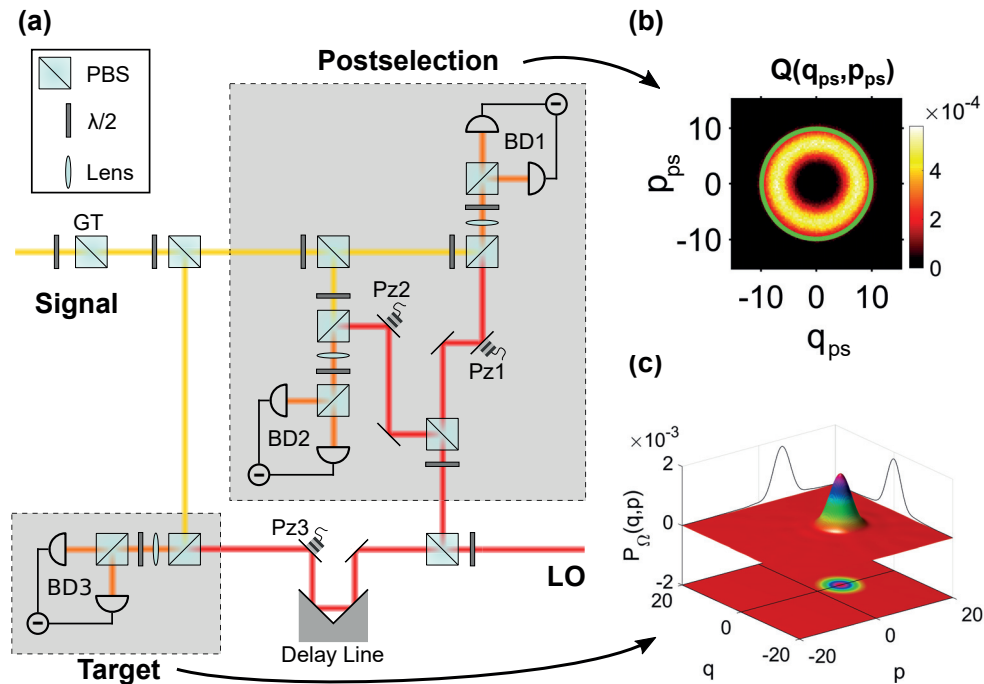 (a)
PBS
λ/2
Lens
GT
Signal
Postselection
BD1
Pz2
Pz1
BD2
Pz3
LO
BD3
Delay Line
Target
(b)
Q(q_ps,p_ps)
×10⁻⁴
10
0
-10
p_ps
-10 0 10
q_ps
4
2
0
(c)
×10⁻³
2
0
-2
P_Ω(q,p)
20
0
-20
q
-20
0
20
p